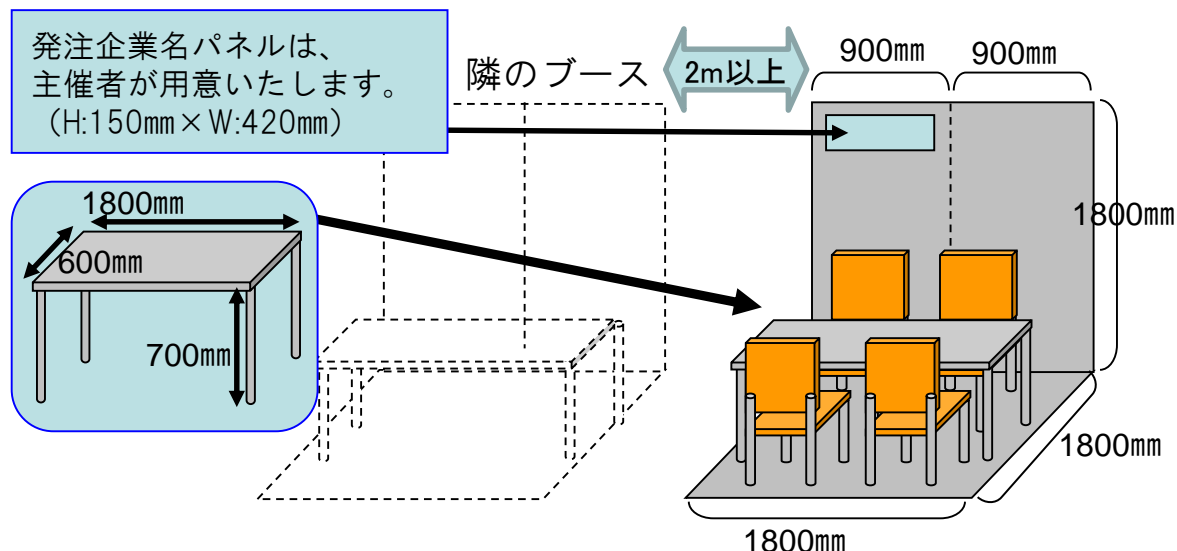 発注企業名パネルは、
主催者が用意いたします。
（H:150㎜×W:420㎜）
隣のブース
2m以上
900㎜
900㎜
1800㎜
1800㎜
600㎜
700㎜
1800㎜
1800㎜